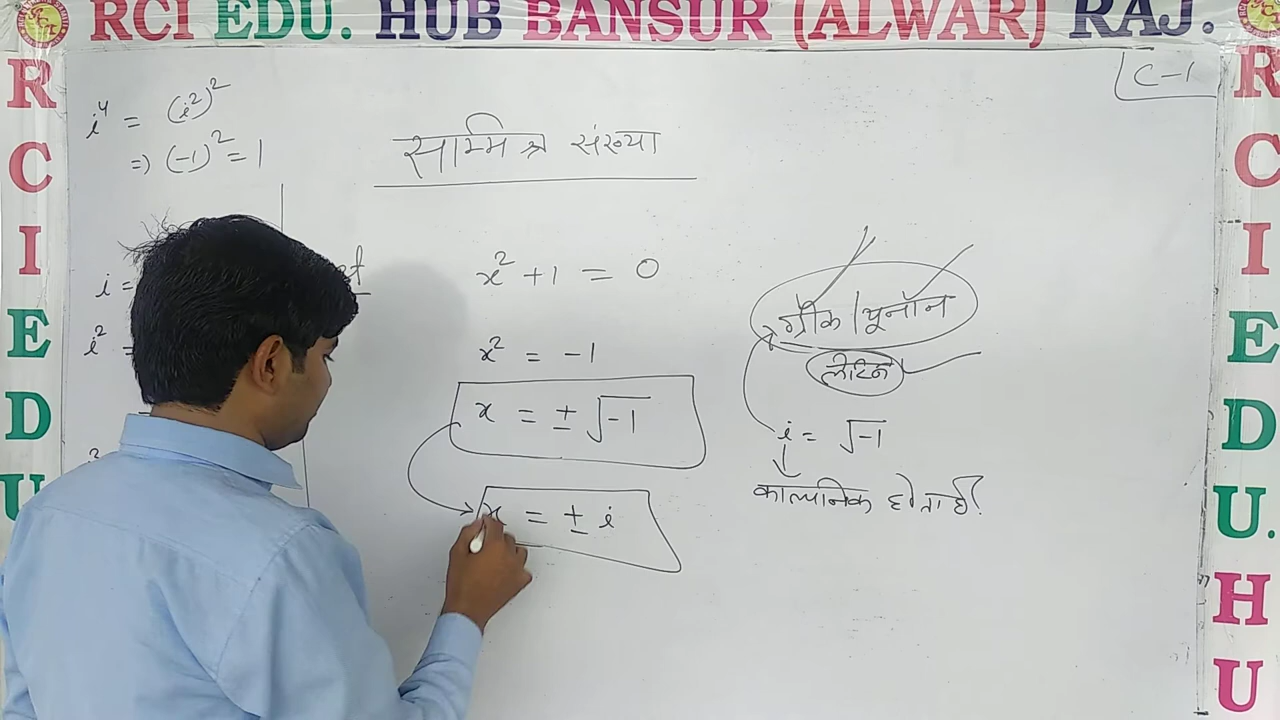 RCI EDU. HUB BANSUR (ALWAR) RAJ.
R
C
I
E
D
U
R
C
I
E
D
U.
H
U
C-1
i⁴ = (i²)²
=> (-1)² = 1
सम्मिश्र संख्या
i =
i² =
x² + 1 = 0
x² = -1
x = ± √-1
x = ± i
ग्रीक / यूनॉन
लेटिन
i = √-1
काल्पनिक होता है।